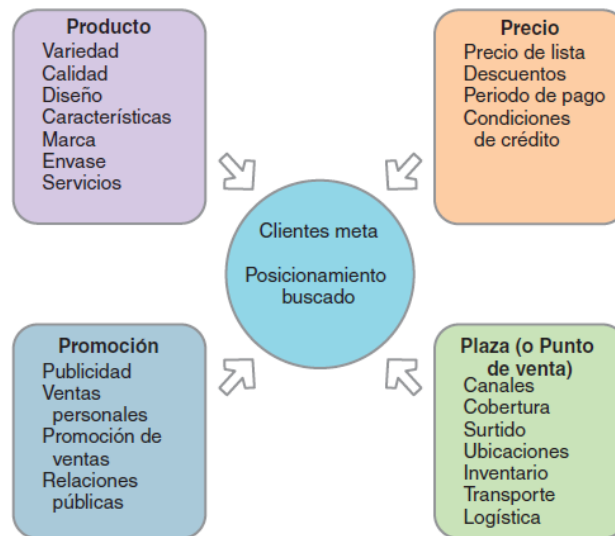 Producto
Variedad
Calidad
Diseño
Características
Marca
Envase
Servicios
Precio
Precio de lista
Descuentos
Periodo de pago
Condiciones
de crédito
Clientes meta
Posicionamiento
buscado
Promoción
Publicidad
Ventas
personales
Promoción de
ventas
Relaciones
públicas
Plaza (o Punto
de venta)
Canales
Cobertura
Surtido
Ubicaciones
Inventario
Transporte
Logística